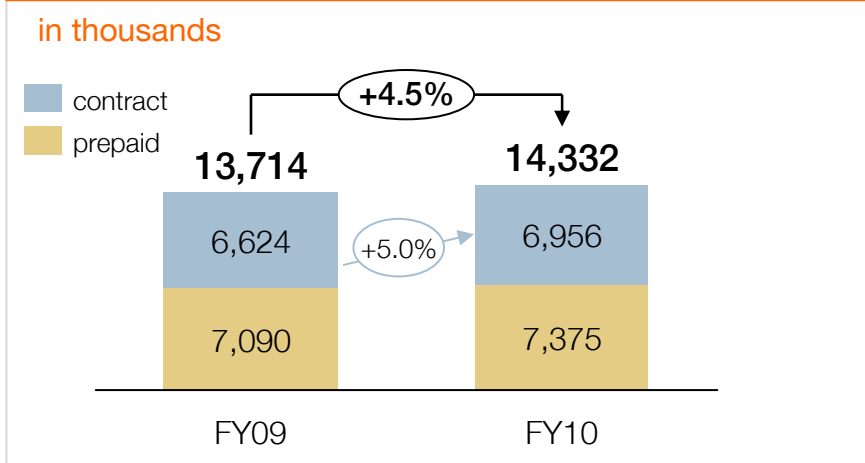 in thousands
contract
prepaid
+4.5%
13,714
14,332
6,624
+5.0%
6,956
7,090
7,375
FY09
FY10